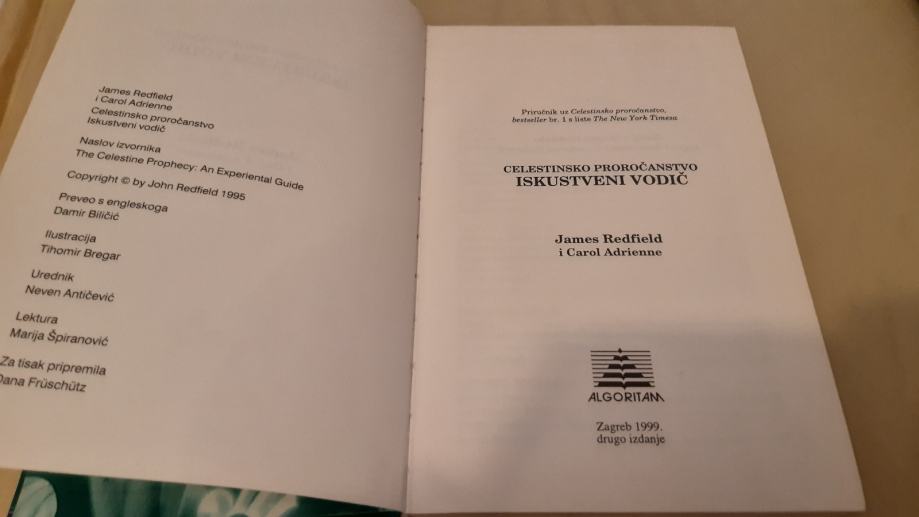 James Redfield
i Carol Adrienne
Celestinsko proročanstvo
Iskustveni vodič
Naslov izvornika
The Celestine Prophecy: An Experiental Guide
Copyright © by John Redfield 1995
Preveo s engleskoga
Damir Biličić
Ilustracija
Tihomir Bregar
Urednik
Neven Antičević
Lektura
Marija Špiranović
Za tisak pripremila
Dana Früschütz
Priručnik uz Celestinsko proročanstvo,
bestseller br. 1 s liste The New York Timesa
CELESTINSKO PROROČANSTVO
ISKUSTVENI VODIČ
James Redfield
i Carol Adrienne
ALGORITAM
Zagreb 1999.
drugo izdanje